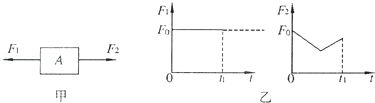 F₁
A
F₂
甲
F₁
F₀
0
t₁
t
F₂
F₀
0
t₁
t
乙